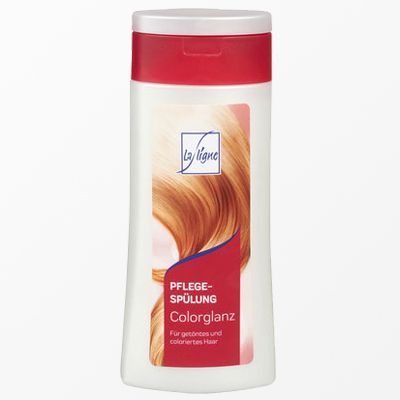 La ligne
PFLEGE-
SPÜLUNG
Colorglanz
Für getöntes und
coloriertes Haar